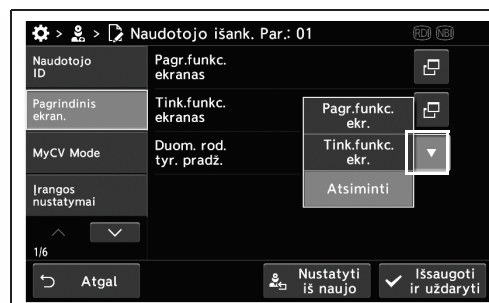 > > Naudotojo išank. Par.: 01
RDI NBI
Naudotojo
ID
Pagr.funkc.
ekranas
Pagrindinis
ekran.
Tink.funkc.
ekranas
Pagr.funkc.
ekr.
MyCV Mode
Duom. rod.
tyr. pradž.
Tink.funkc.
ekr.
Atsiminti
Įrangos
nustatymai
1/6
Atgal
Nustatyti
iš naujo
Išsaugoti
ir uždaryti